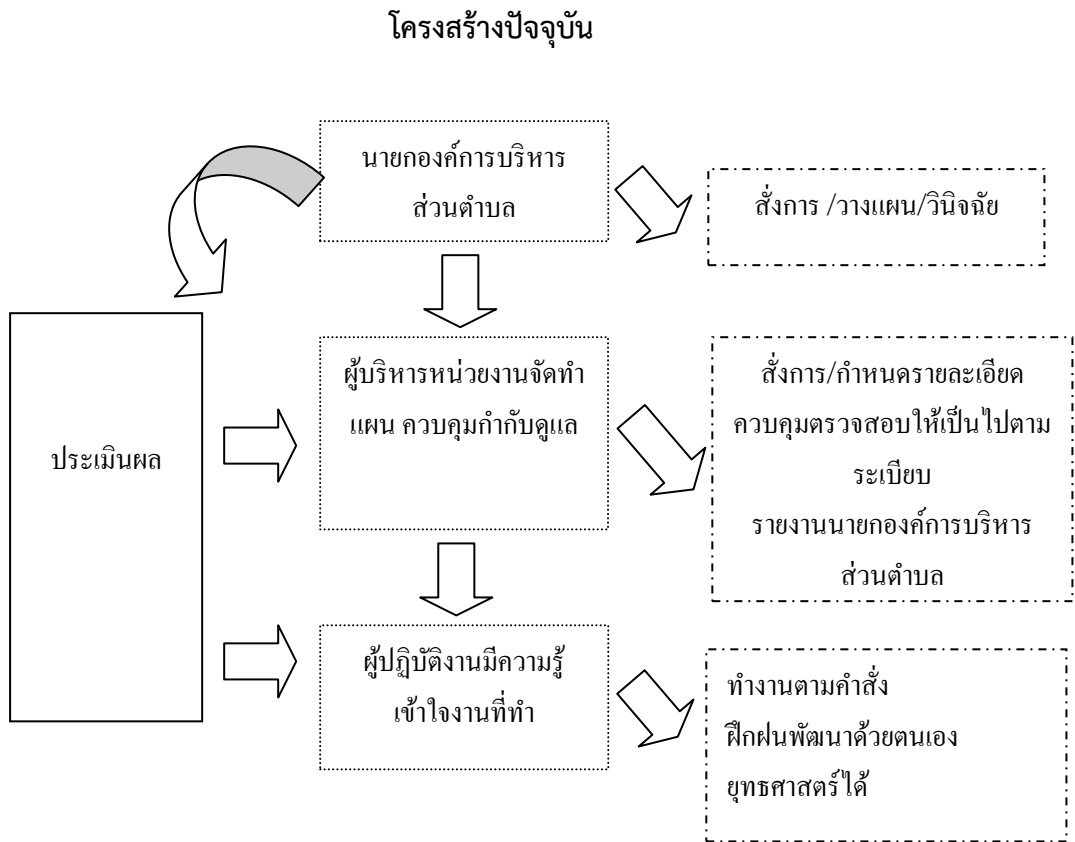 โครงสร้างปัจจุบัน
นายกองค์การบริหาร
ส่วนตำบล
สั่งการ /วางแผน/วินิจฉัย
ประเมินผล
ผู้บริหารหน่วยงานจัดทำ
แผน ควบคุมกำกับดูแล
สั่งการ/กำหนดรายละเอียด
ควบคุมตรวจสอบให้เป็นไปตาม
ระเบียบ
รายงานนายกองค์การบริหาร
ส่วนตำบล
ผู้ปฏิบัติงานมีความรู้
เข้าใจงานที่ทำ
ทำงานตามคำสั่ง
ฝึกฝนพัฒนาด้วยตนเอง
ยุทธศาสตร์ได้